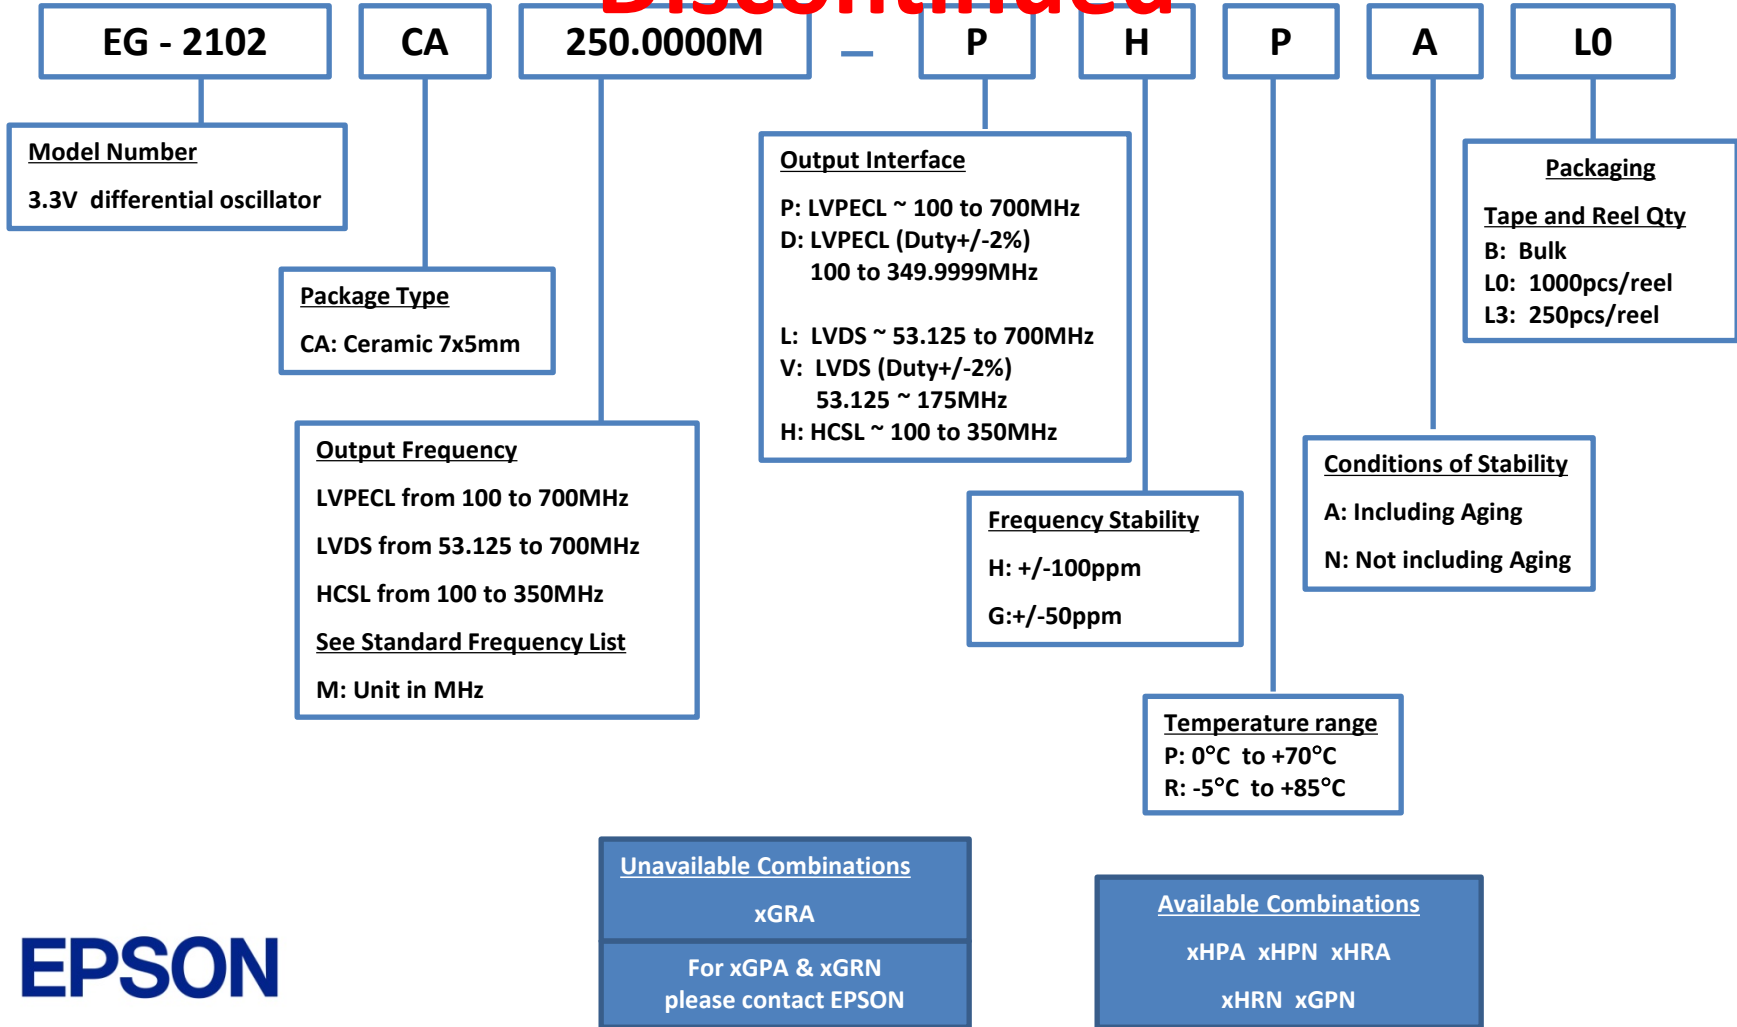 Discontinued
EG - 2102 CA 250.0000M _ P H P A L0
Model Number
3.3V differential oscillator
Package Type
CA: Ceramic 7x5mm
Output Frequency
LVPECL from 100 to 700MHz
LVDS from 53.125 to 700MHz
HCSL from 100 to 350MHz
See Standard Frequency List
M: Unit in MHz
Output Interface
P: LVPECL ~ 100 to 700MHz
D: LVPECL (Duty+/-2%)
100 to 349.9999MHz
L: LVDS ~ 53.125 to 700MHz
V: LVDS (Duty+/-2%)
53.125 ~ 175MHz
H: HCSL ~ 100 to 350MHz
Frequency Stability
H: +/-100ppm
G:+/-50ppm
Temperature range
P: 0°C to +70°C
R: -5°C to +85°C
Conditions of Stability
A: Including Aging
N: Not including Aging
Packaging
Tape and Reel Qty
B: Bulk
L0: 1000pcs/reel
L3: 250pcs/reel
Unavailable Combinations
xGRA
For xGPA & xGRN
please contact EPSON
Available Combinations
xHPA xHPN xHRA
xHRN xGPN
EPSON